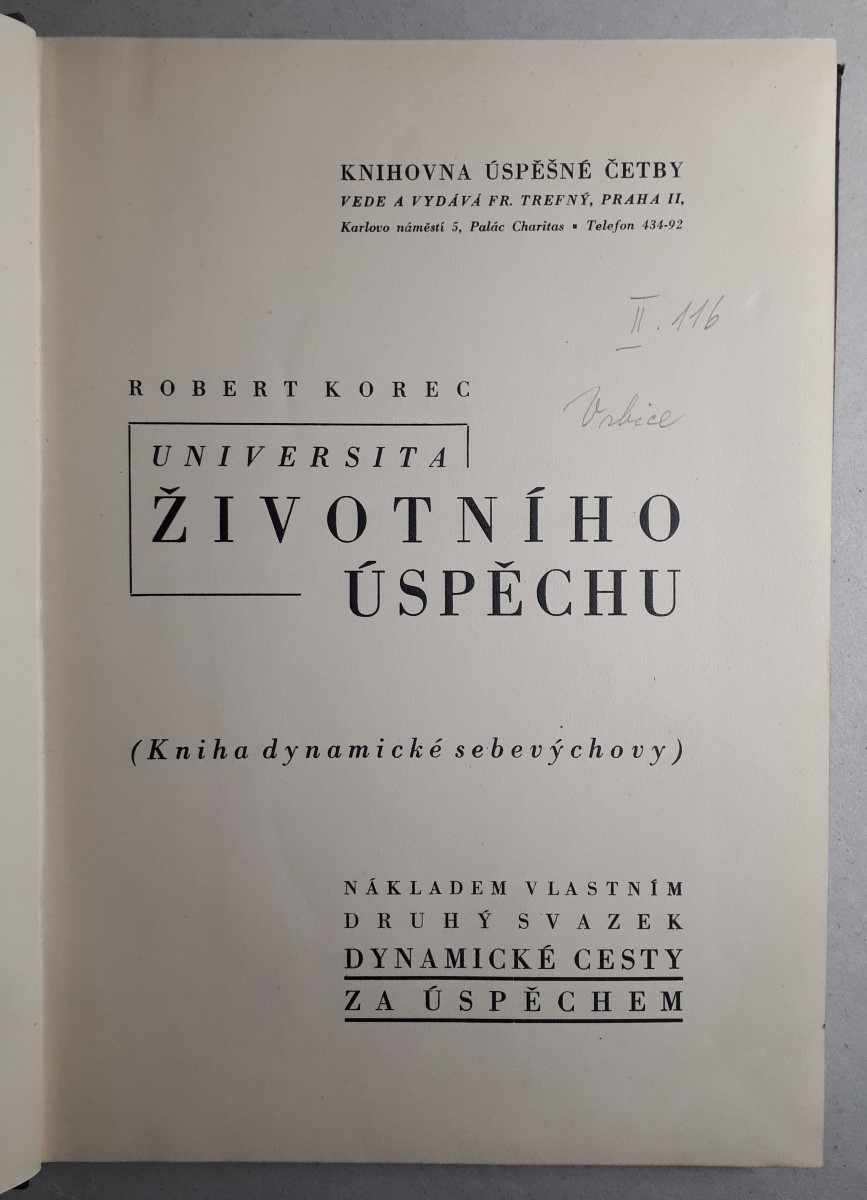 KNIHOVNA ÚSPĚŠNÉ ČETBY
VEDE A VYDÁVÁ FR. TREFNÝ, PRAHA II,
Karlovo náměstí 5, Palác Charitas ▪ Telefon 434-92
II. 116
Vrbice
ROBERT KOREC
UNIVERSITA
ŽIVOTNÍHO
ÚSPĚCHU
(Kniha dynamické sebevýchovy)
NÁKLADEM VLASTNÍM
DRUHÝ SVAZEK
DYNAMICKÉ CESTY
ZA ÚSPĚCHEM